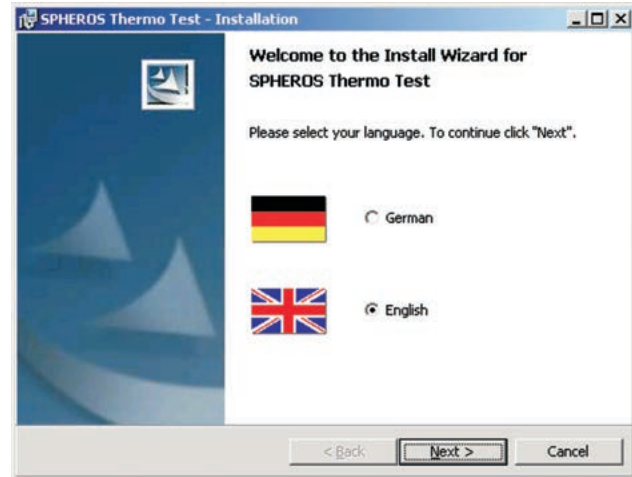 SPHEROS Thermo Test - Installation
Welcome to the Install Wizard for
SPHEROS Thermo Test
Please select your language. To continue click "Next".
German
English
< Back
Next >
Cancel